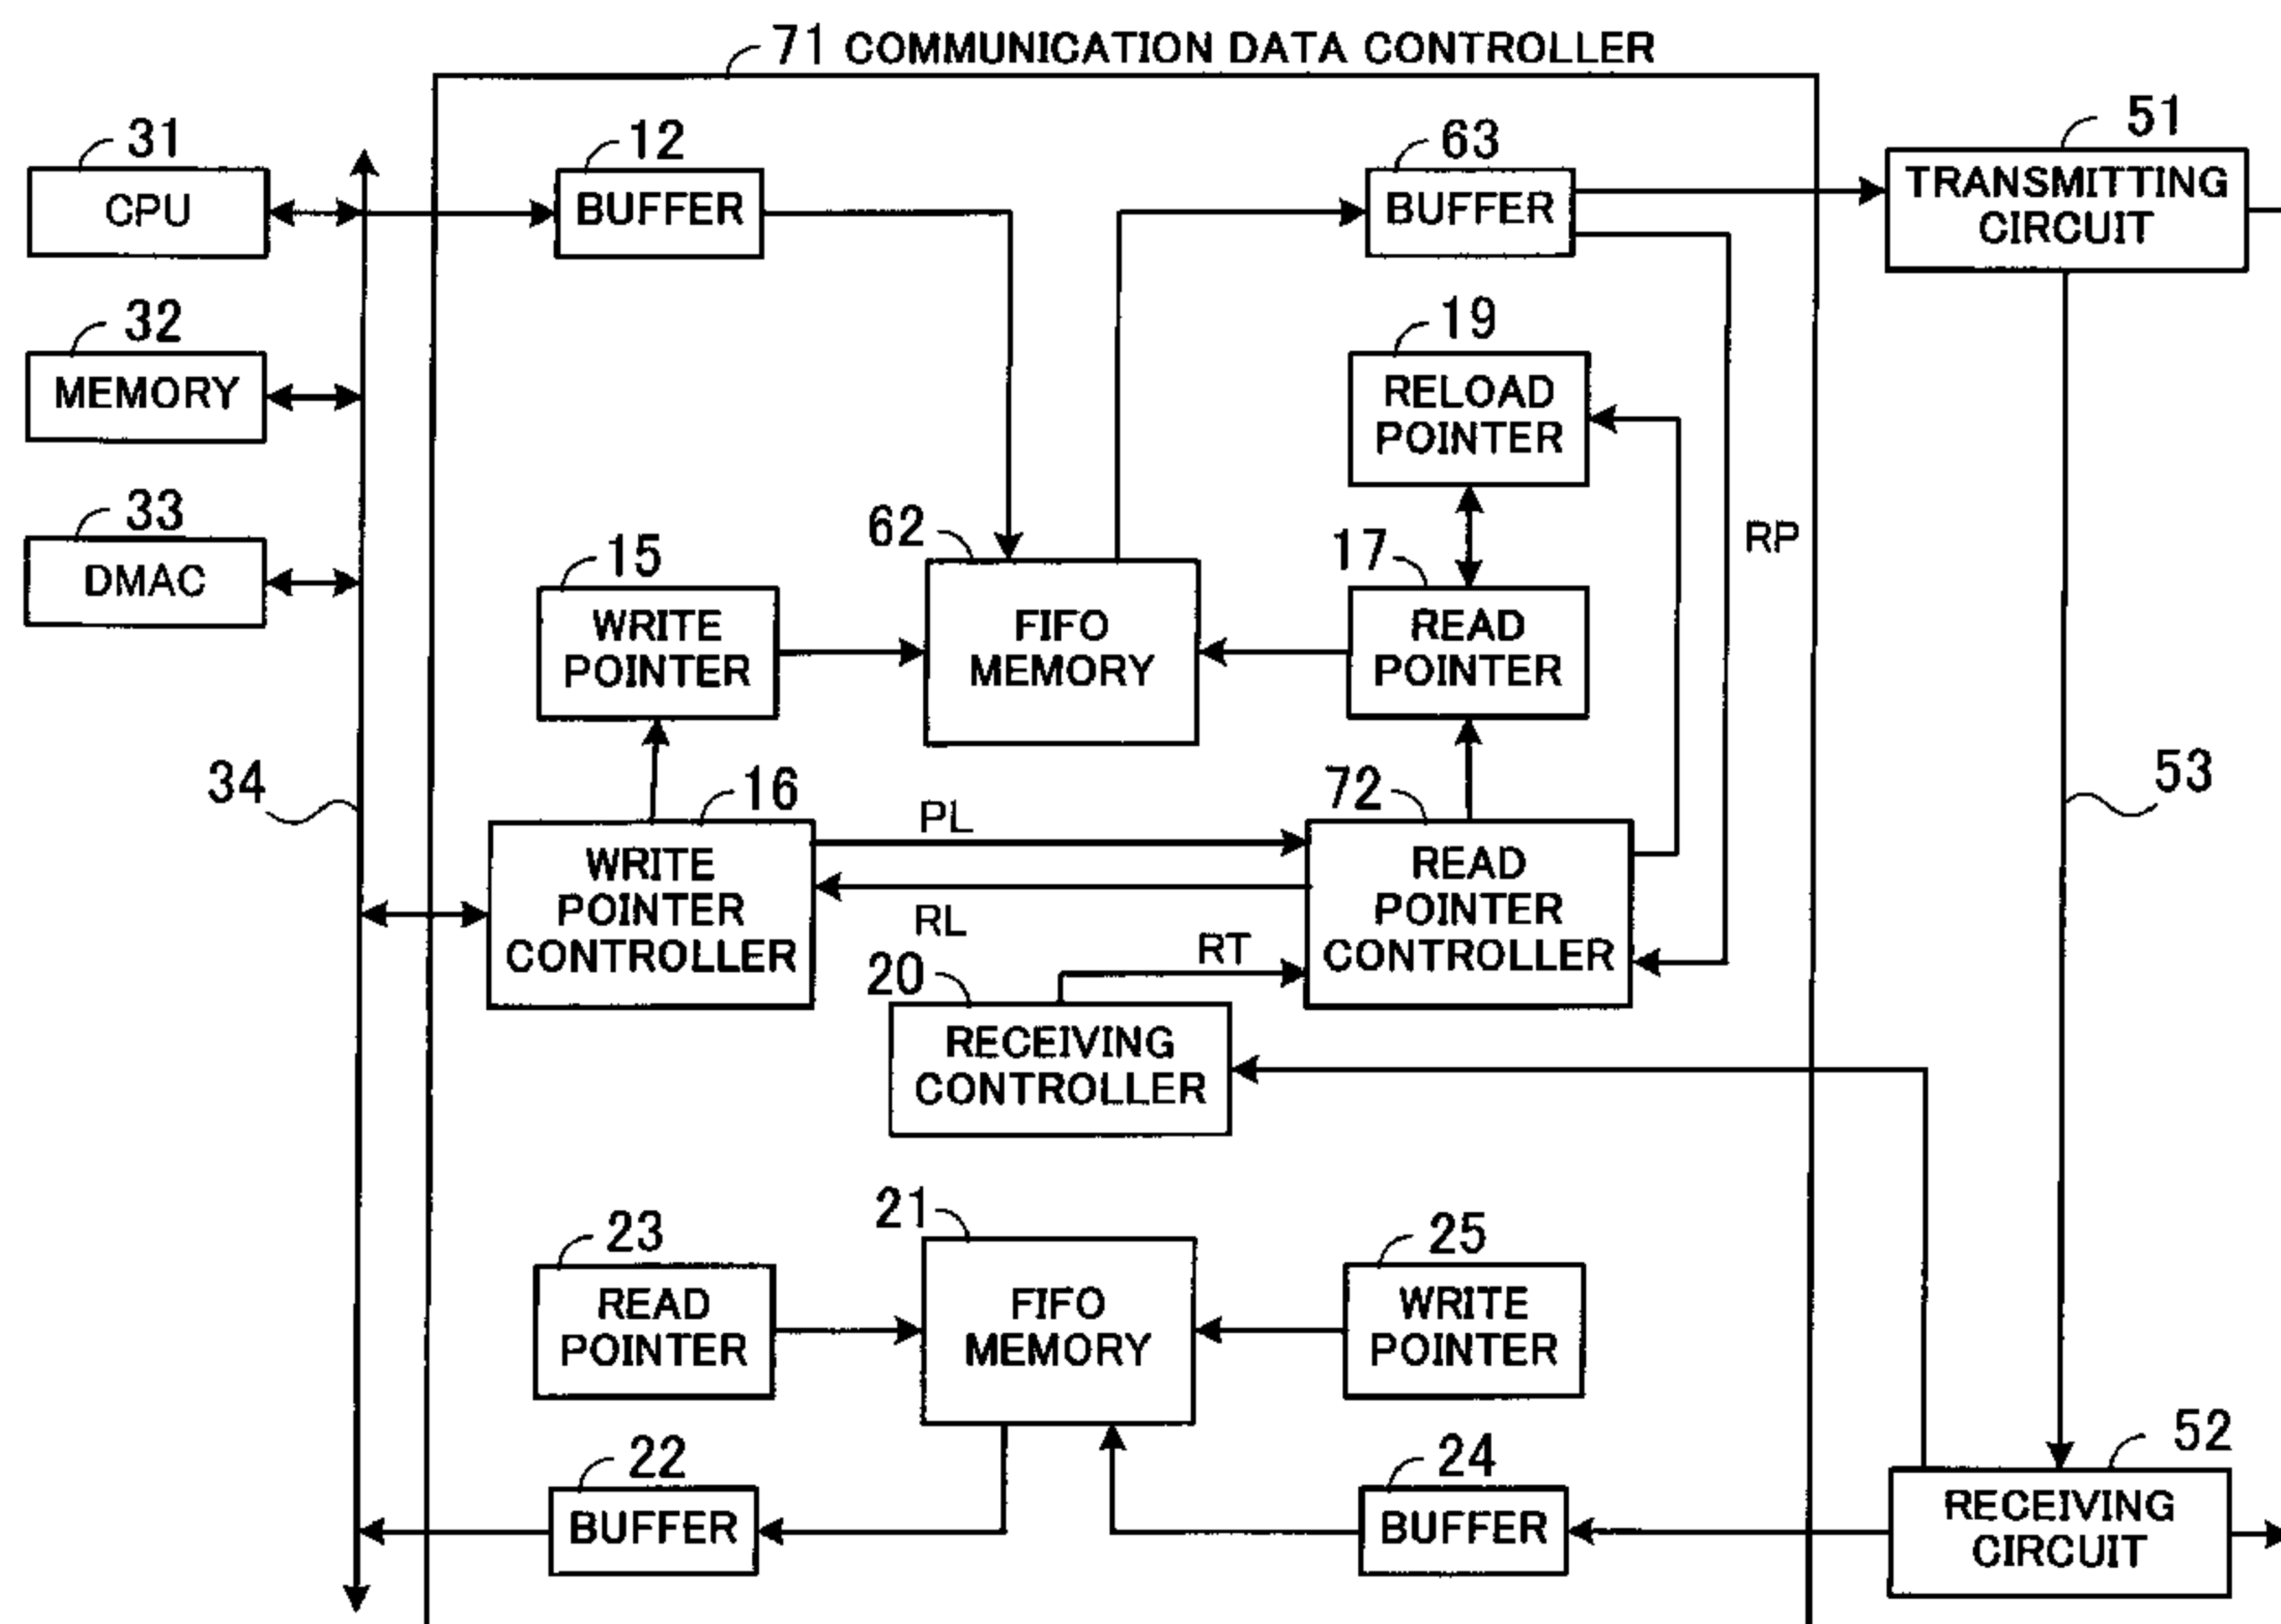 71 COMMUNICATION DATA CONTROLLER
31
CPU
12
BUFFER
63
BUFFER
51
TRANSMITTING
CIRCUIT
32
MEMORY
19
RELOAD
POINTER
33
DMAC
15
WRITE
POINTER
62
FIFO
MEMORY
17
READ
POINTER
RP
34
16
WRITE
POINTER
CONTROLLER
PL
RL
RT
72
READ
POINTER
CONTROLLER
53
20
RECEIVING
CONTROLLER
23
READ
POINTER
21
FIFO
MEMORY
25
WRITE
POINTER
22
BUFFER
24
BUFFER
52
RECEIVING
CIRCUIT